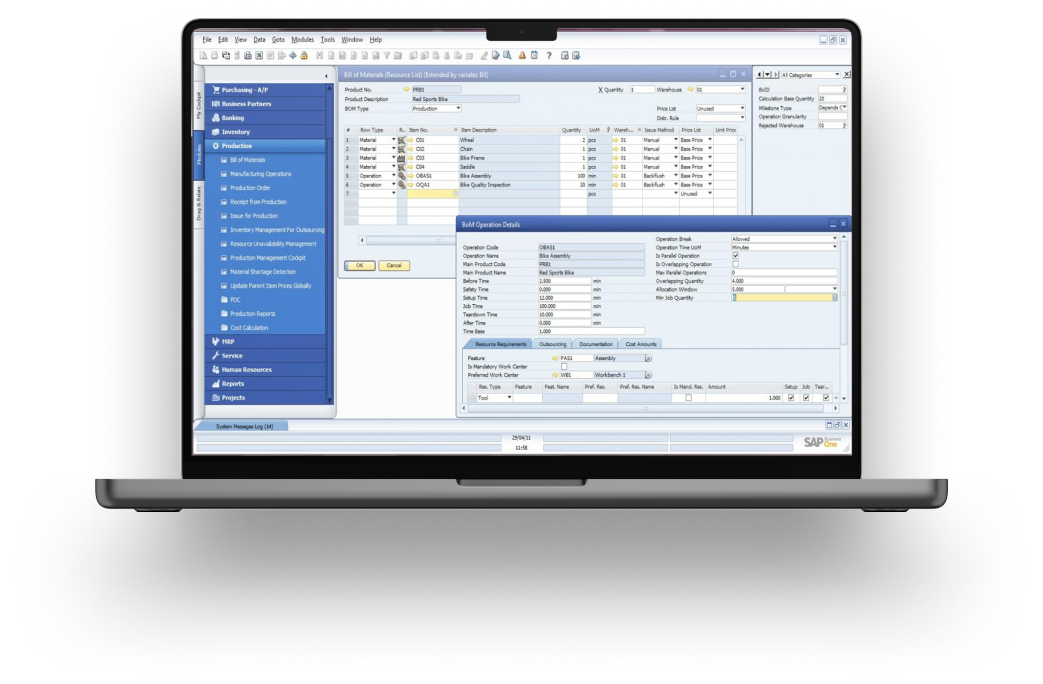 File Edit View Data Goto Modules Tools Window Help
My Cockpit
Modules
Drag & Relate
Purchasing - A/P
Business Partners
Banking
Inventory
Production
Bill of Materials
Manufacturing Operations
Production Order
Receipt from Production
Issue for Production
Inventory Management For Outsourcing
Resource Unavailability Management
Production Management Cockpit
Material Shortage Detection
Update Parent Item Prices Globally
PDC
Production Reports
Cost Calculation
MRP
Service
Human Resources
Reports
Projects
Bill of Materials (Resource List) (Extended by variatec BX)
Product No. PRB1 X Quantity 1 Warehouse 01
Product Description Red Sports Bike
BOM Type Production Price List Unused
Distr. Rule
# Row Type R... Item No. Item Description Quantity UoM Wareh... Issue Method Price List Unit Price
1 Material C01 Wheel 2 pcs 01 Manual Base Price
2 Material C02 Chain 1 pcs 01 Manual Base Price
3 Material C03 Bike Frame 1 pcs 01 Manual Base Price
4 Material C04 Saddle 1 pcs 01 Manual Base Price
5 Operation OBAS1 Bike Assembly 100 min 01 Backflush Base Price
6 Operation OQA1 Bike Quality Inspection 20 min 01 Backflush Base Price
7 pcs Unused
OK Cancel
All Categories
BxID
Calculation Base Quantity 20
Milestone Type Depends C
Operation Granularity
Rejected Warehouse 01
BoM Operation Details
Operation Code OBAS1
Operation Name Bike Assembly
Main Product Code PRB1
Main Product Name Red Sports Bike
Before Time 2.500 min
Safety Time 0.000 min
Setup Time 12.000 min
Job Time 100.000 min
Teardown Time 10.000 min
After Time 0.000 min
Time Base 1.000
Operation Break Allowed
Operation Time UoM Minutes
Is Parallel Operation
Is Overlapping Operation
Max Parallel Operations 0
Overlapping Quantity 4.000
Allocation Window 5.000
Min Job Quantity
Resource Requirements Outsourcing Documentation Cost Amounts
Feature FAS1 Assembly
Is Mandatory Work Center
Preferred Work Center WB1 Workbench 1
Res. Type Feature Feat. Name Pref. Res. Pref. Res. Name Is Mand. Res. Amount Setup Job Tear...
Tool 1.000
System Messages Log (14)
29/04/11
11:58
SAP Business One